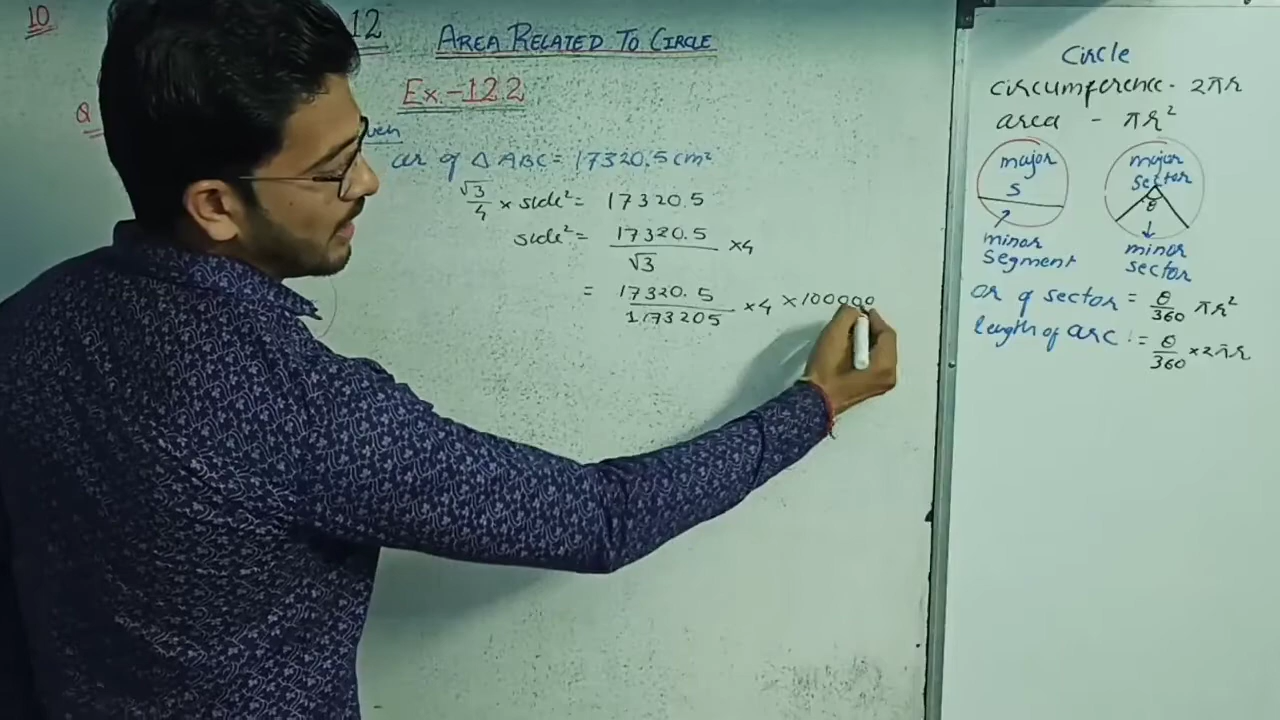 10
12
AREA RELATED TO CIRCLE
Ex-12.2
Q
ar of △ ABC = 17320.5 cm²
√3/4 × side² = 17320.5
side² = 17320.5/√3 ×4
= 17320.5/1.73205 ×4 ×100000
Circle
circumference - 2πr
area - πr²
major
S
minor
segment
major
sector
θ
minor
sector
ar of sector = θ/360 πr²
length of arc = θ/360 ×2πr